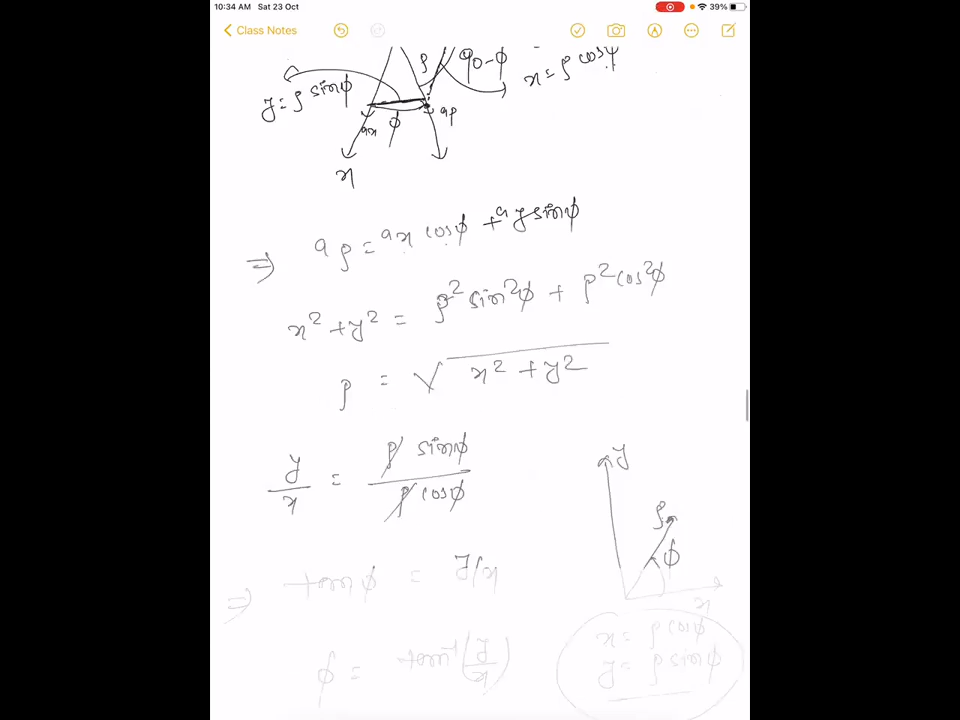 10:34 AM Sat 23 Oct
39%
Class Notes
y = ρ sinφ
ρ
90-φ
x = ρ cosφ
ax
φ
aρ
x
⇒ aρ = ax cosφ + ay sinφ
x² + y² = ρ² sin²φ + ρ² cos²φ
ρ = √x² + y²
y/x = ρ sinφ / ρ cosφ
y
ρ
φ
x
⇒ tanφ = y/x
x = ρ cosφ
y = ρ sinφ
φ = tan⁻¹(y/x)